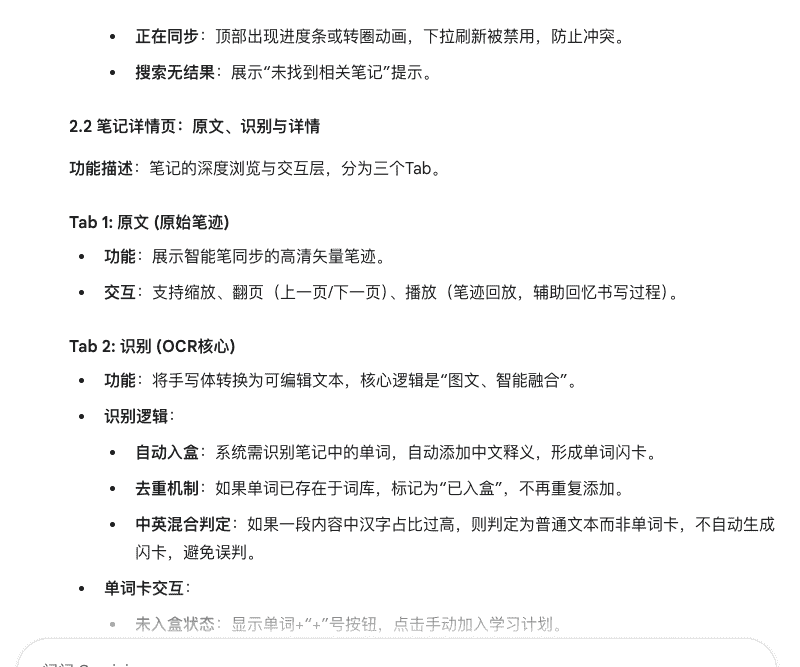 正在同步：顶部出现进度条或转圈动画，下拉刷新被禁用，防止冲突。
搜索无结果：展示“未找到相关笔记”提示。
2.2 笔记详情页：原文、识别与详情
功能描述：笔记的深度浏览与交互层，分为三个Tab。
Tab 1: 原文 (原始笔迹)
功能：展示智能笔同步的高清矢量笔迹。
交互：支持缩放、翻页（上一页/下一页）、播放（笔迹回放，辅助回忆书写过程）。
Tab 2: 识别 (OCR核心)
功能：将手写体转换为可编辑文本，核心逻辑是“图文、智能融合”。
识别逻辑：
自动入盒：系统需识别笔记中的单词，自动添加中文释义，形成单词闪卡。
去重机制：如果单词已存在于词库，标记为“已入盒”，不再重复添加。
中英混合判定：如果一段内容中汉字占比过高，则判定为普通文本而非单词卡，不自动生成
闪卡，避免误判。
单词卡交互：
未入盒状态：显示单词+“+”号按钮，点击手动加入学习计划。